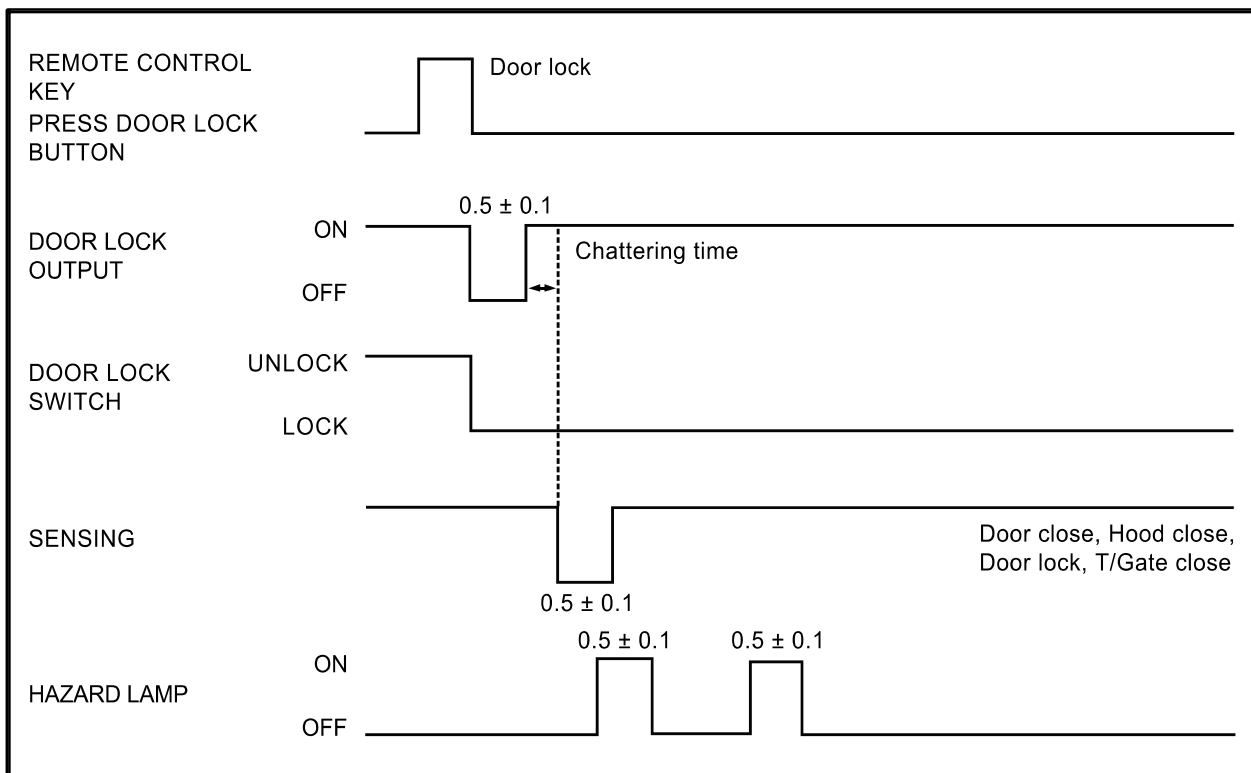 REMOTE CONTROL
KEY
PRESS DOOR LOCK
BUTTON
Door lock
0.5 ± 0.1
DOOR LOCK
OUTPUT
ON
OFF
Chattering time
DOOR LOCK
SWITCH
UNLOCK
LOCK
SENSING
Door close, Hood close,
Door lock, T/Gate close
0.5 ± 0.1
0.5 ± 0.1
0.5 ± 0.1
HAZARD LAMP
ON
OFF